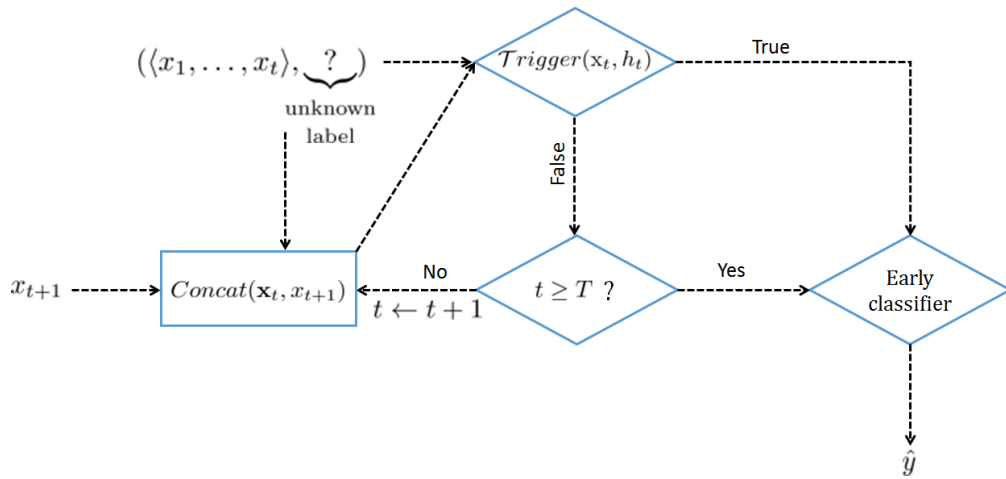 (⟨x₁, . . . , xₜ⟩, ?)
unknown
label
𝒯rigger(xₜ, hₜ)
True
False
xₜ₊₁
Concat(𝐱ₜ, xₜ₊₁)
No
t ← t + 1
t ≥ T ?
Yes
Early
classifier
ŷ